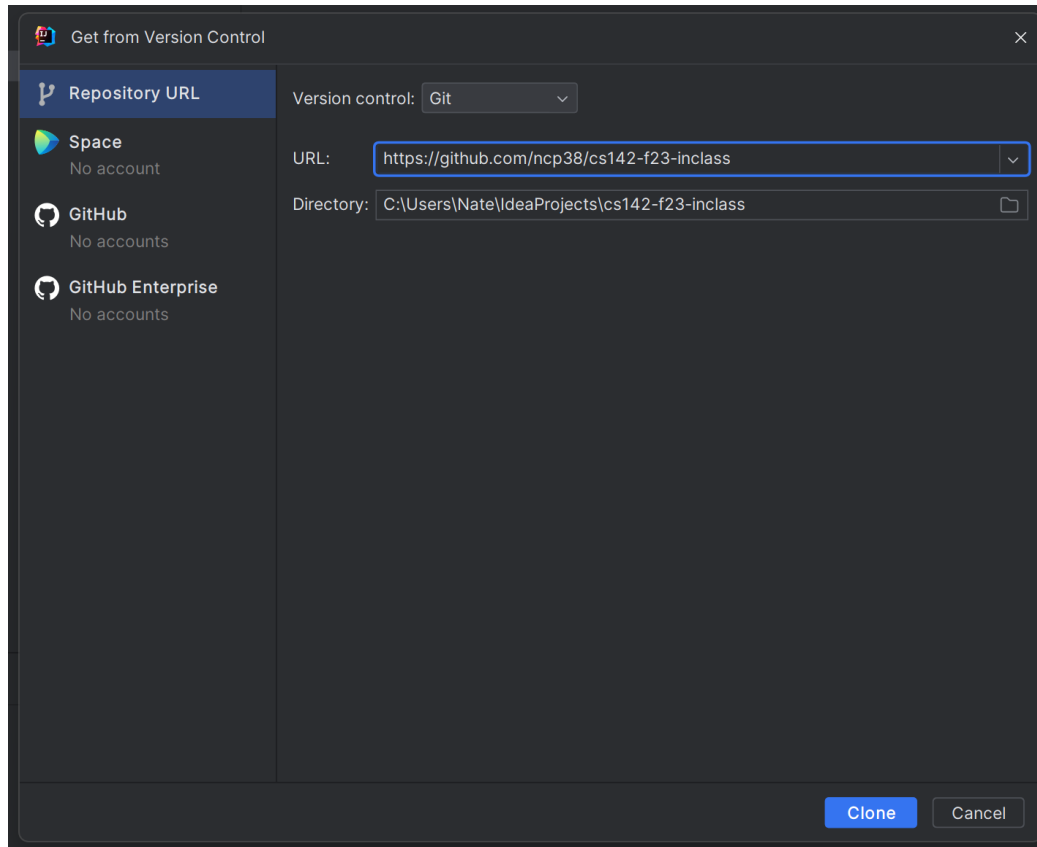 Get from Version Control
Repository URL
Space
No account
GitHub
No accounts
GitHub Enterprise
No accounts
Version control: Git
URL: https://github.com/ncp38/cs142-f23-inclass
Directory: C:\Users\Nate\IdeaProjects\cs142-f23-inclass
Clone Cancel